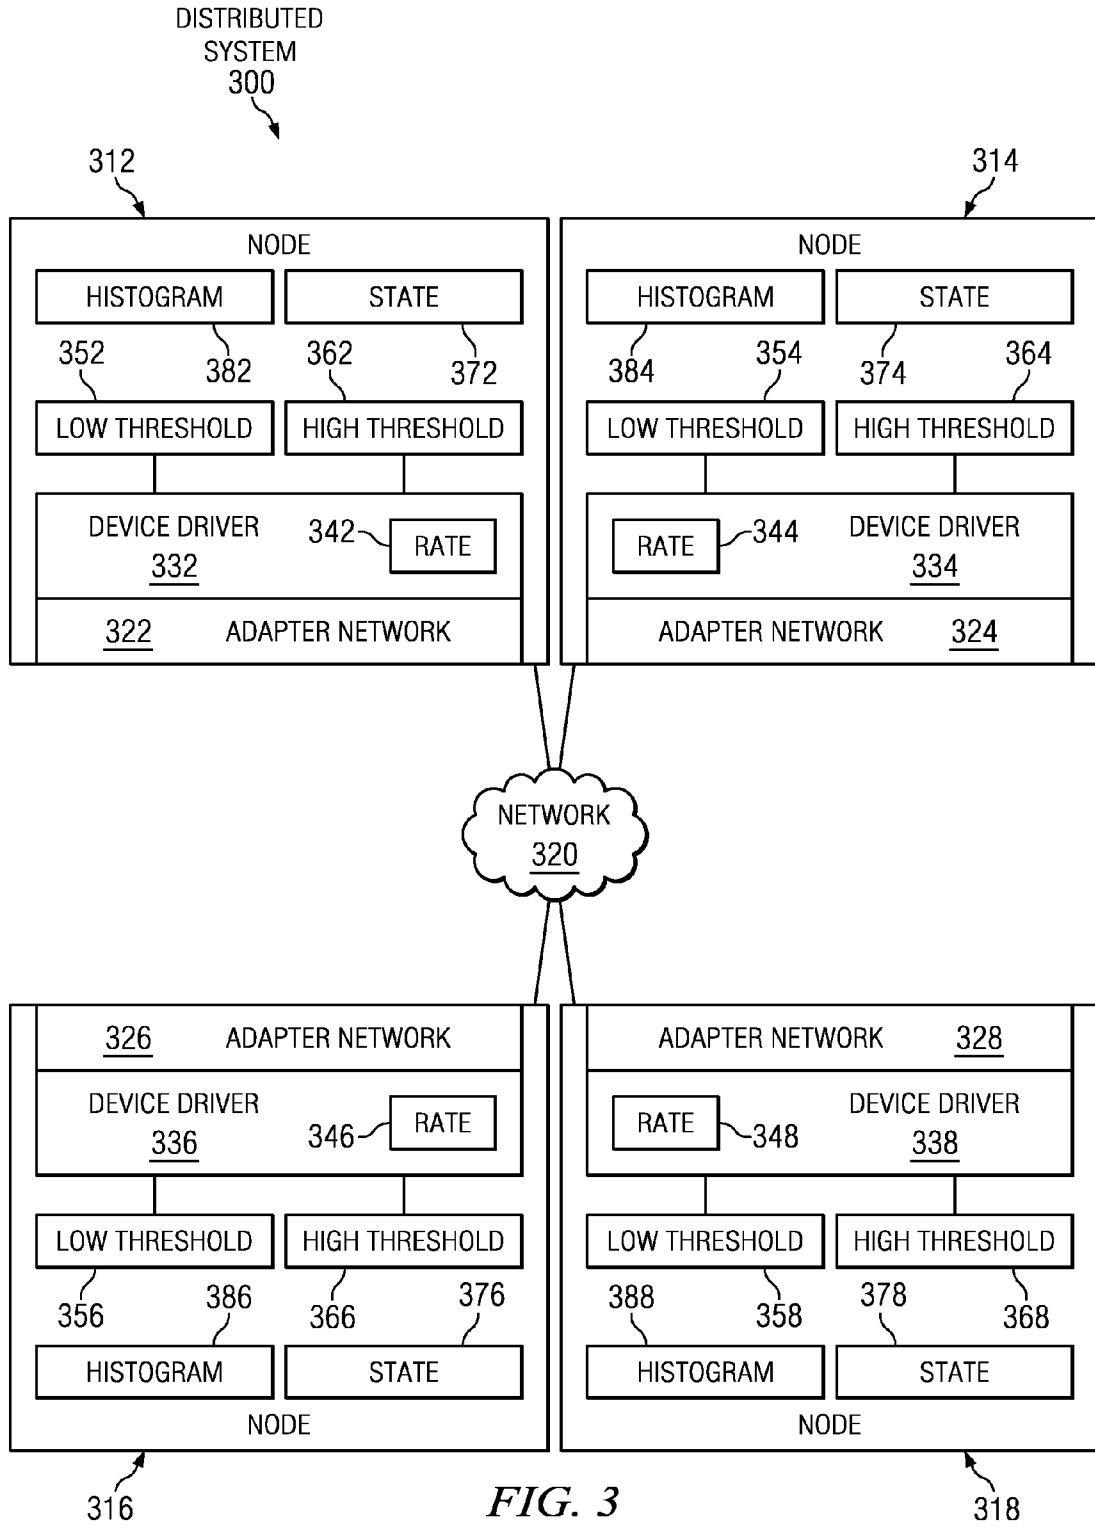 DISTRIBUTED
SYSTEM
300
312
314
NODE
NODE
HISTOGRAM
STATE
HISTOGRAM
STATE
352
382
362
372
384
354
374
364
LOW THRESHOLD
HIGH THRESHOLD
LOW THRESHOLD
HIGH THRESHOLD
DEVICE DRIVER
332
342
RATE
RATE
344
DEVICE DRIVER
334
322
ADAPTER NETWORK
ADAPTER NETWORK
324
NETWORK
320
326
ADAPTER NETWORK
ADAPTER NETWORK
328
DEVICE DRIVER
336
346
RATE
RATE
348
DEVICE DRIVER
338
LOW THRESHOLD
HIGH THRESHOLD
LOW THRESHOLD
HIGH THRESHOLD
356
386
366
376
388
358
378
368
HISTOGRAM
STATE
HISTOGRAM
STATE
NODE
NODE
316
318
FIG. 3